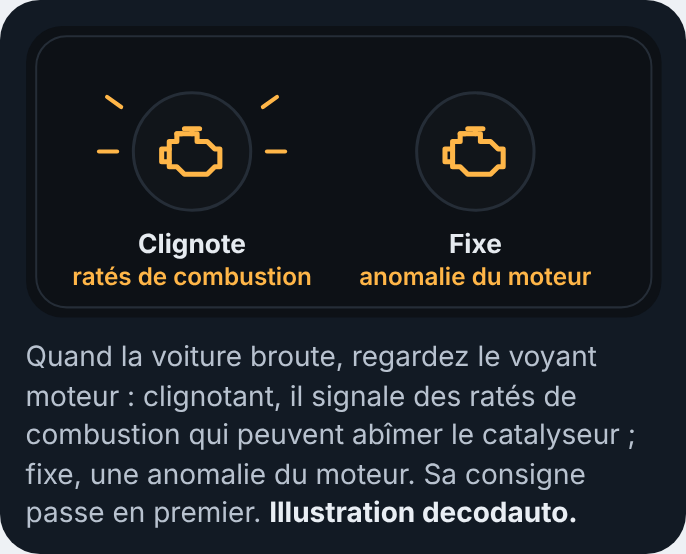 Clignote
ratés de combustion
Fixe
anomalie du moteur
Quand la voiture broute, regardez le voyant
moteur : clignotant, il signale des ratés de
combustion qui peuvent abîmer le catalyseur ;
fixe, une anomalie du moteur. Sa consigne
passe en premier. Illustration decodauto.